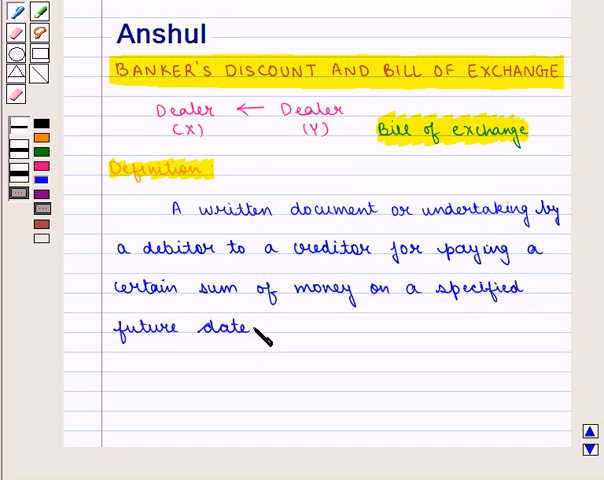 Anshul
BANKER'S DISCOUNT AND BILL OF EXCHANGE
Dealer ← Dealer
(X) (Y) Bill of exchange
Definition
A written document or undertaking by
a debitor to a creditor for paying a
certain sum of money on a specified
future date